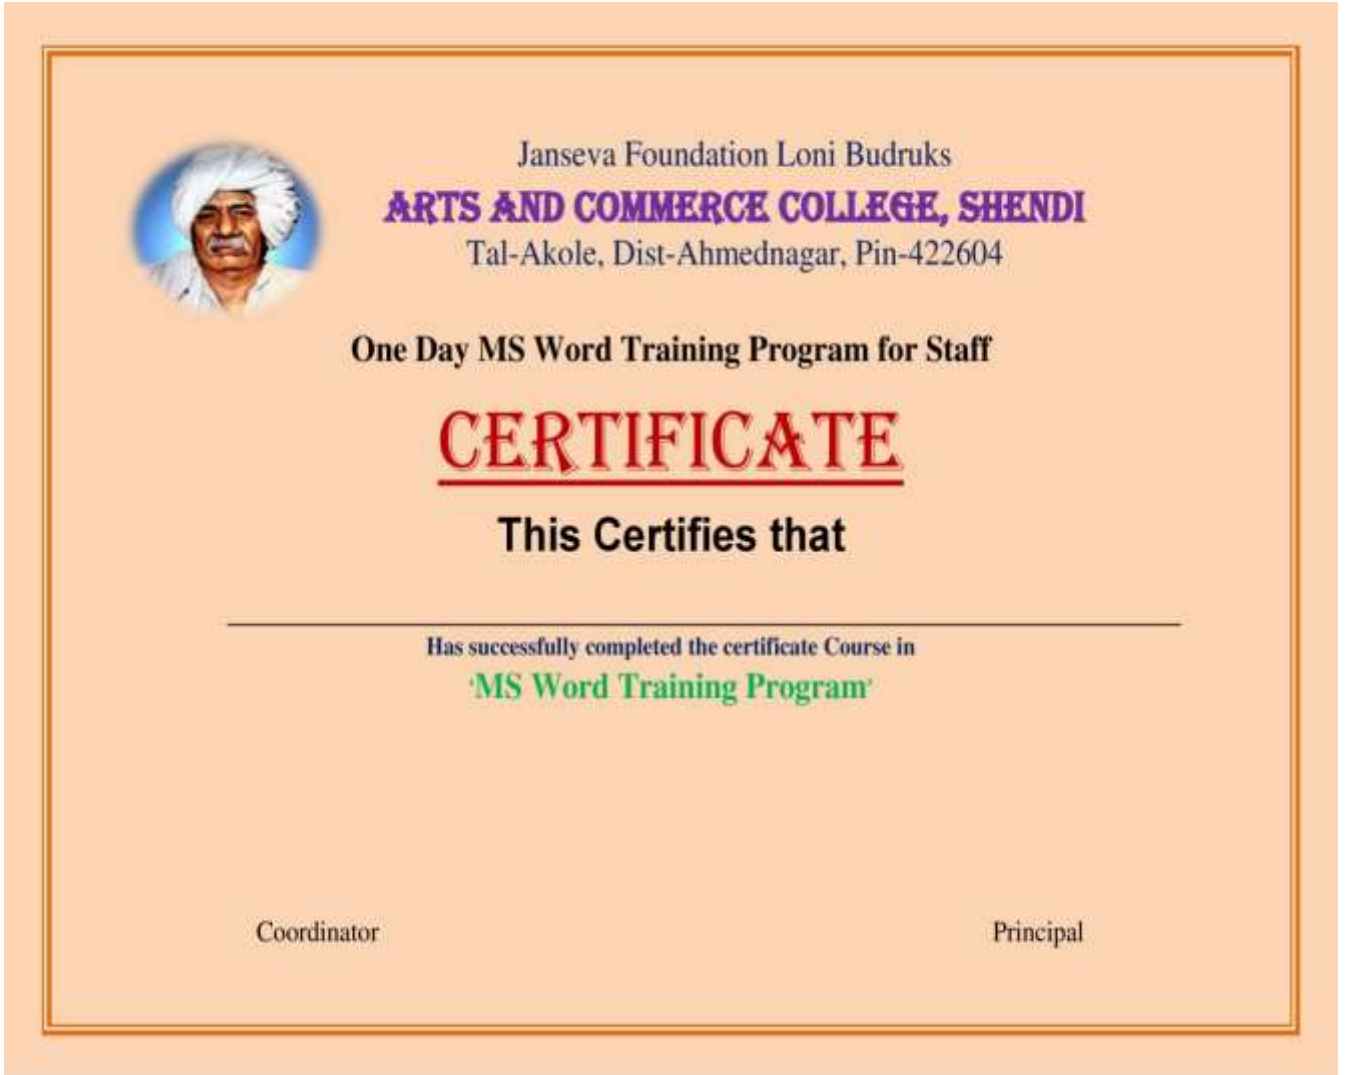 Janseva Foundation Loni Budruks
ARTS AND COMMERCE COLLEGE, SHENDI
Tal-Akole, Dist-Ahmednagar, Pin-422604
One Day MS Word Training Program for Staff
CERTIFICATE
This Certifies that
Has successfully completed the certificate Course in
‘MS Word Training Program’
Coordinator Principal